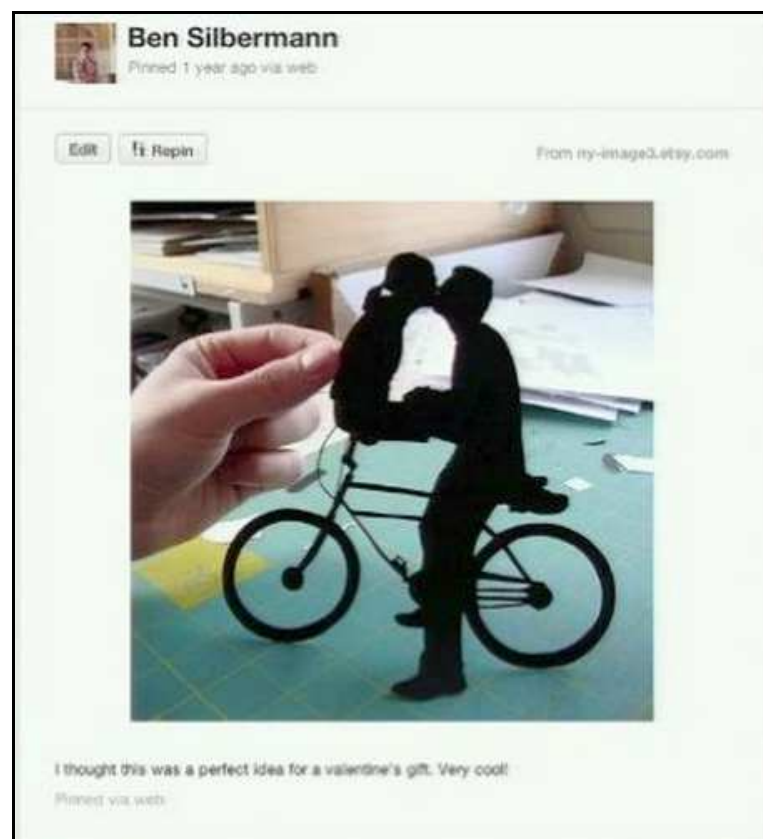 Ben Silbermann
Pinned 1 year ago via web
Edit
Repin
From ny-image3.etsy.com
I thought this was a perfect idea for a valentine's gift. Very cool!
Pinned via web